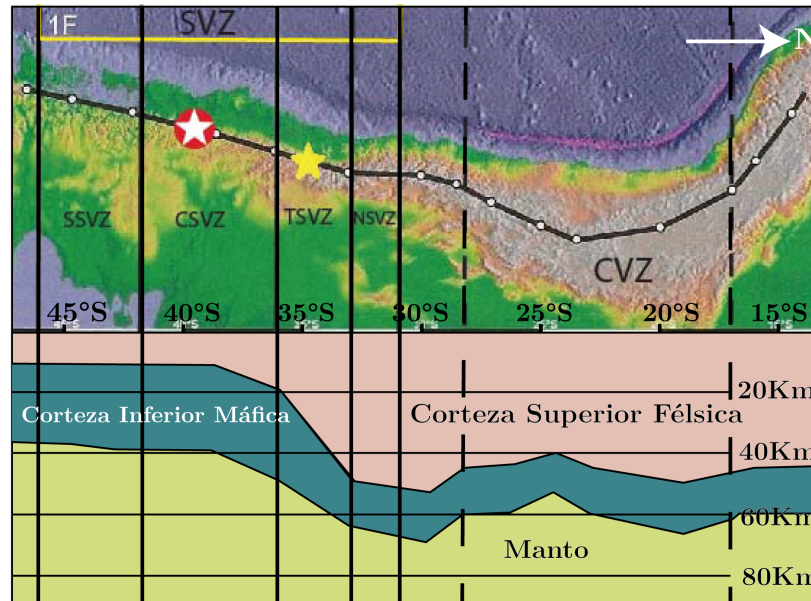 1F
SVZ
N
SSVZ
CSVZ
TSVZ
NSVZ
CVZ
45°S
40°S
35°S
30°S
25°S
20°S
15°S
20Km
Corteza Inferior Máfica
Corteza Superior Félsica
40Km
60Km
Manto
80Km